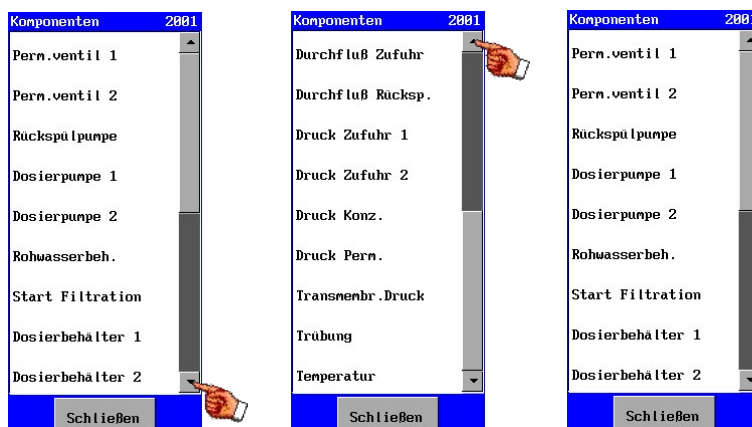 Komponenten 2001
Perm.ventil 1
Perm.ventil 2
Rückspülpumpe
Dosierpumpe 1
Dosierpumpe 2
Rohwasserbeh.
Start Filtration
Dosierbehälter 1
Dosierbehälter 2
Schließen
Komponenten 2001
Durchfluß Zufuhr
Durchfluß Rücksp.
Druck Zufuhr 1
Druck Zufuhr 2
Druck Konz.
Druck Perm.
Transmembr.Druck
Trübung
Temperatur
Schließen
Komponenten 2001
Perm.ventil 1
Perm.ventil 2
Rückspülpumpe
Dosierpumpe 1
Dosierpumpe 2
Rohwasserbeh.
Start Filtration
Dosierbehälter 1
Dosierbehälter 2
Schließen